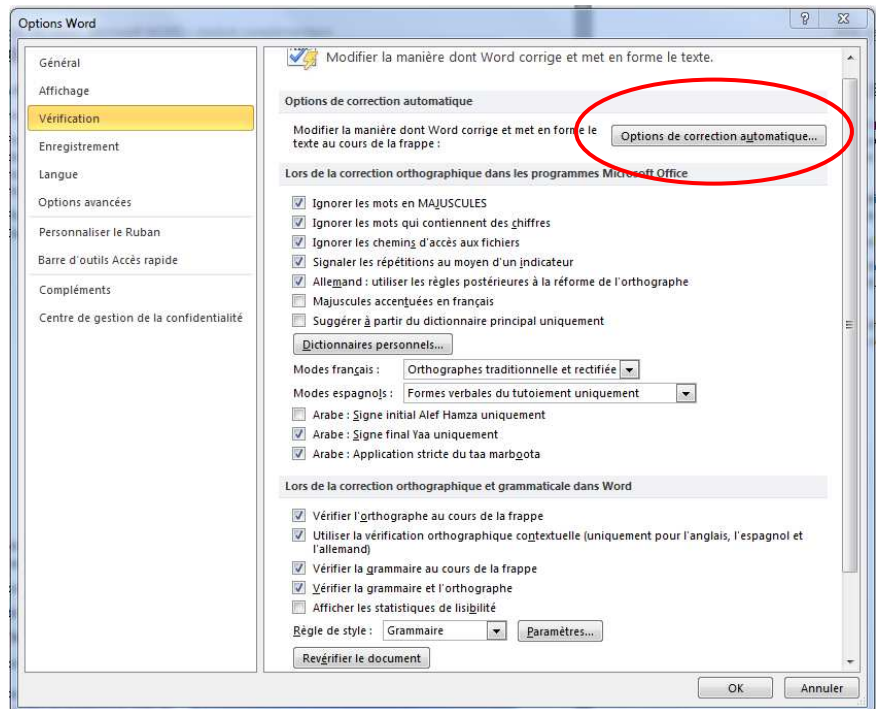 Options Word
Général
Affichage
Vérification
Enregistrement
Langue
Options avancées
Personnaliser le Ruban
Barre d'outils Accès rapide
Compléments
Centre de gestion de la confidentialité
Modifier la manière dont Word corrige et met en forme le texte.
Options de correction automatique
Modifier la manière dont Word corrige et met en forme le
texte au cours de la frappe :
Options de correction automatique...
Lors de la correction orthographique dans les programmes Microsoft Office
Ignorer les mots en MAJUSCULES
Ignorer les mots qui contiennent des chiffres
Ignorer les chemins d'accès aux fichiers
Signaler les répétitions au moyen d'un indicateur
Allemand : utiliser les règles postérieures à la réforme de l'orthographe
Majuscules accentuées en français
Suggérer à partir du dictionnaire principal uniquement
Dictionnaires personnels...
Modes français : Orthographes traditionnelle et rectifiée
Modes espagnols : Formes verbales du tutoiement uniquement
Arabe : Signe initial Alef Hamza uniquement
Arabe : Signe final Yaa uniquement
Arabe : Application stricte du taa marboota
Lors de la correction orthographique et grammaticale dans Word
Vérifier l'orthographe au cours de la frappe
Utiliser la vérification orthographique contextuelle (uniquement pour l'anglais, l'espagnol et
l'allemand)
Vérifier la grammaire au cours de la frappe
Vérifier la grammaire et l'orthographe
Afficher les statistiques de lisibilité
Règle de style : Grammaire Paramètres...
Revérifier le document
OK Annuler